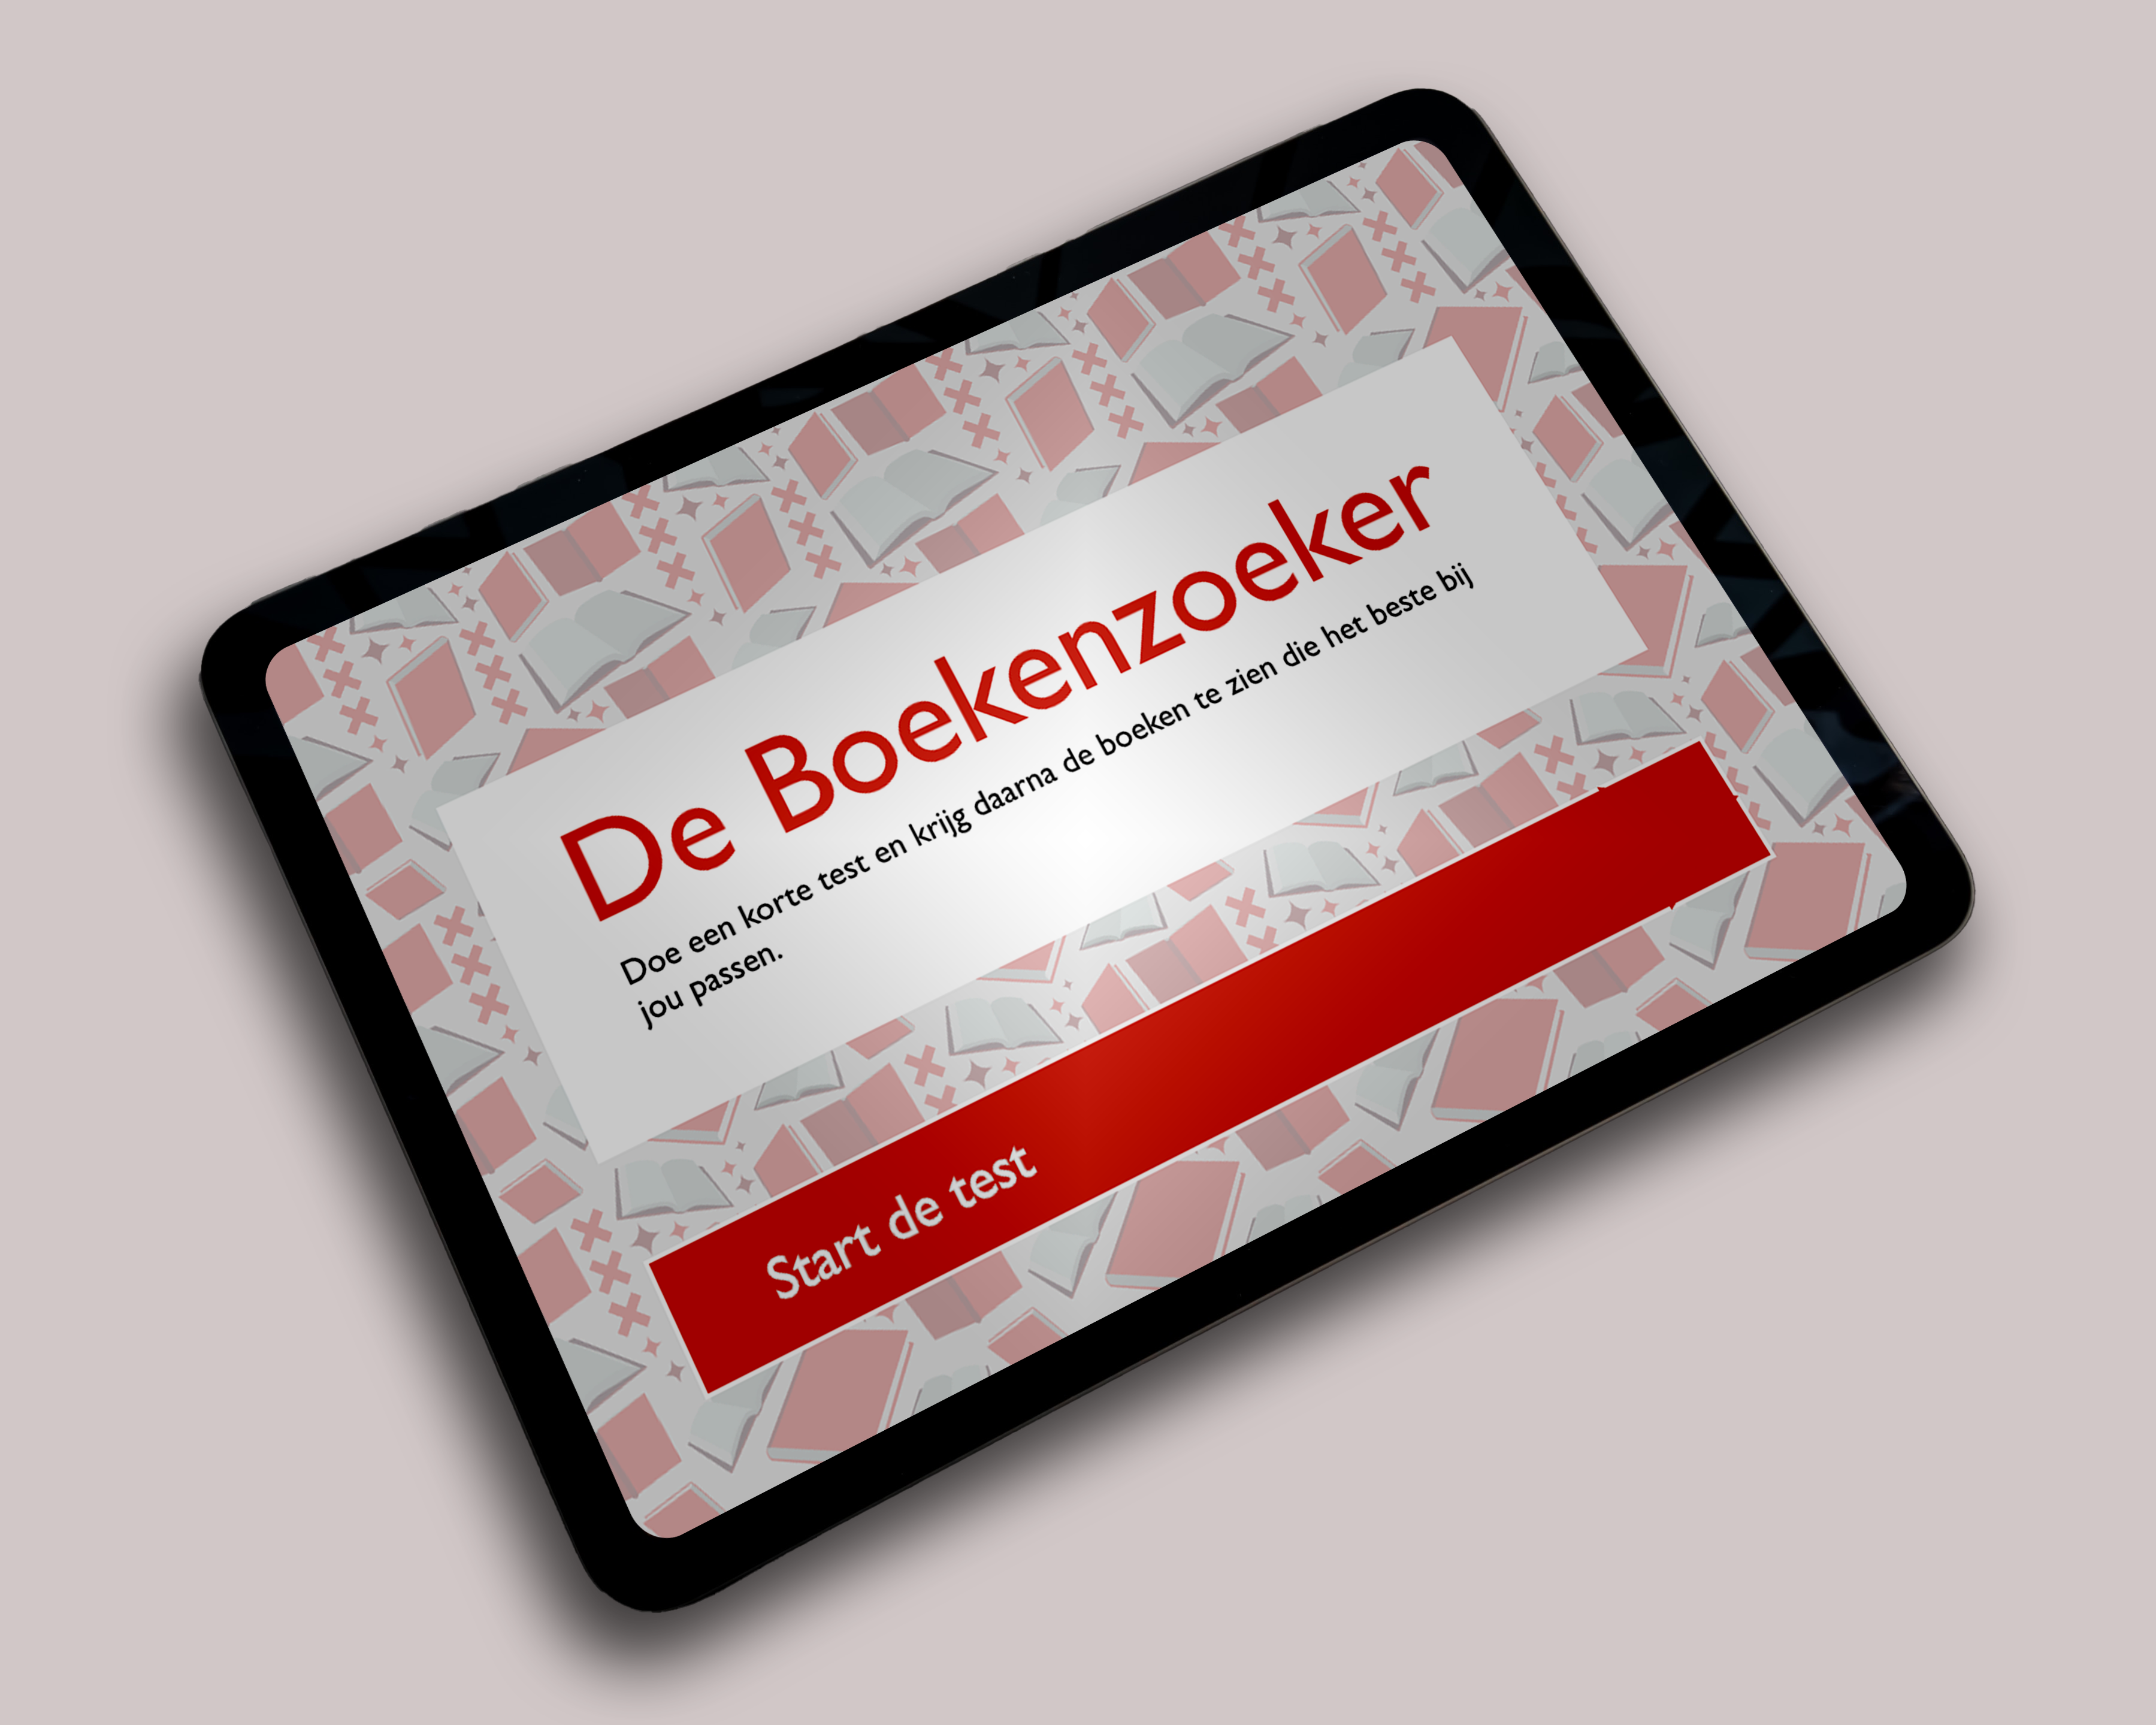 De Boekenzoeker
Doe een korte test en krijg daarna de boeken te zien die het beste bij
jou passen.
Start de test